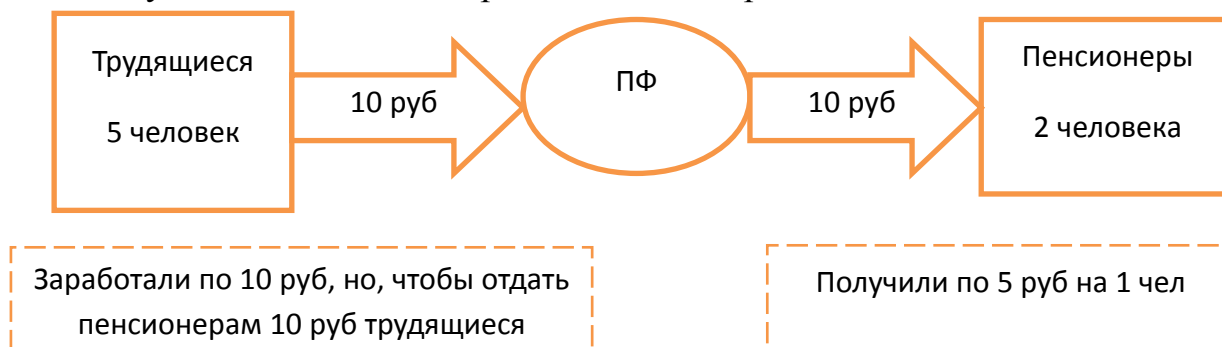 Трудящиеся
5 человек
10 руб
ПФ
10 руб
Пенсионеры
2 человека
Заработали по 10 руб, но, чтобы отдать
пенсионерам 10 руб трудящиеся
Получили по 5 руб на 1 чел